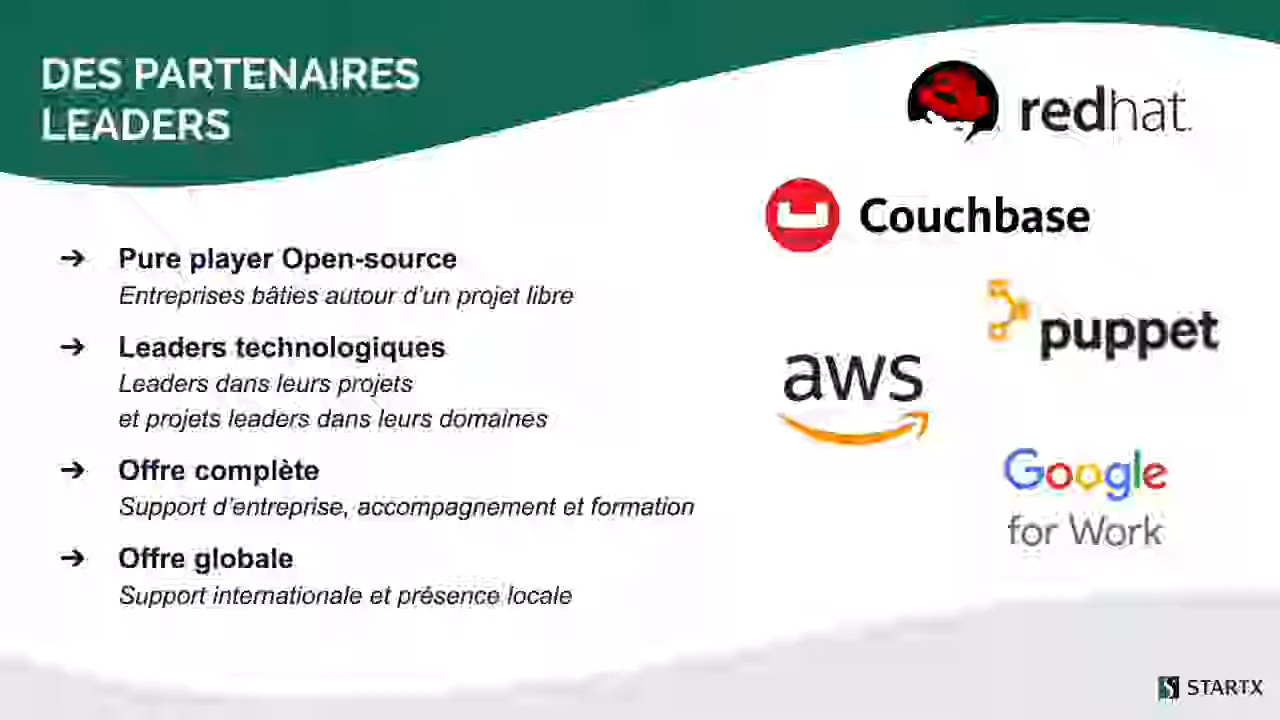 DES PARTENAIRES
LEADERS
➔ Pure player Open-source
Entreprises bâties autour d'un projet libre
➔ Leaders technologiques
Leaders dans leurs projets
et projets leaders dans leurs domaines
➔ Offre complète
Support d'entreprise, accompagnement et formation
➔ Offre globale
Support internationale et présence locale
redhat.
Couchbase
puppet
aws
Google
for Work
STARTX